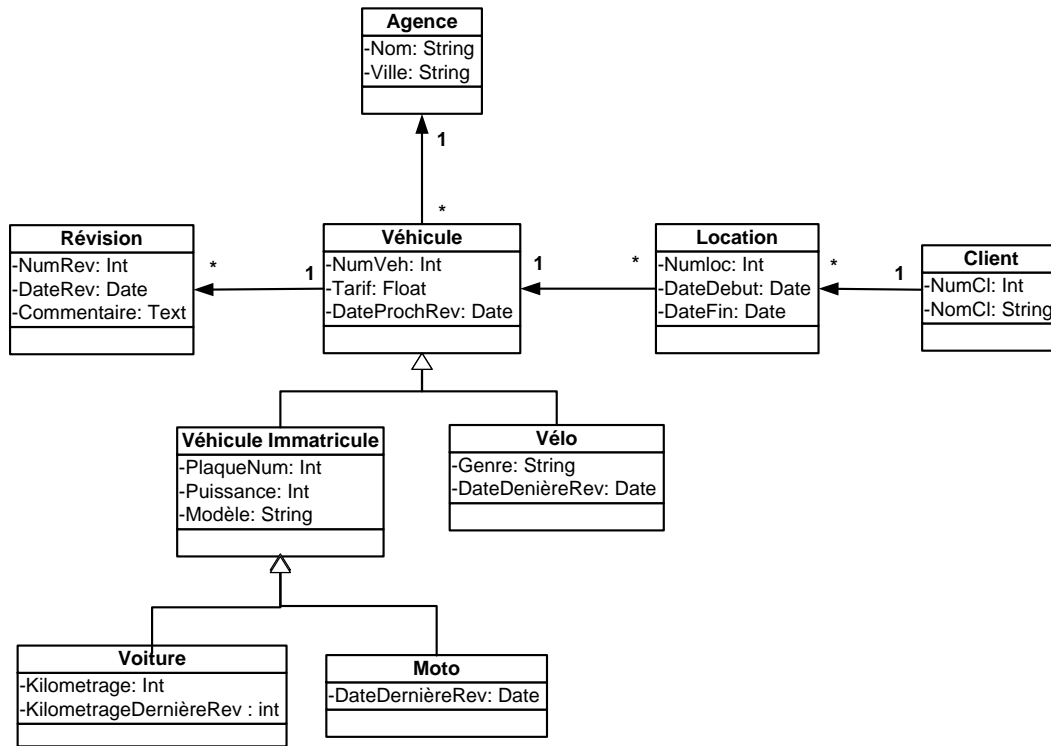 Agence
-Nom: String
-Ville: String
1
*
Révision
-NumRev: Int
-DateRev: Date
-Commentaire: Text
*
1
Véhicule
-NumVeh: Int
-Tarif: Float
-DateProchRev: Date
1
*
Location
-Numloc: Int
-DateDebut: Date
-DateFin: Date
*
1
Client
-NumCl: Int
-NomCl: String
Véhicule Immatricule
-PlaqueNum: Int
-Puissance: Int
-Modèle: String
Vélo
-Genre: String
-DateDenièreRev: Date
Voiture
-Kilometrage: Int
-KilometrageDernièreRev : int
Moto
-DateDernièreRev: Date